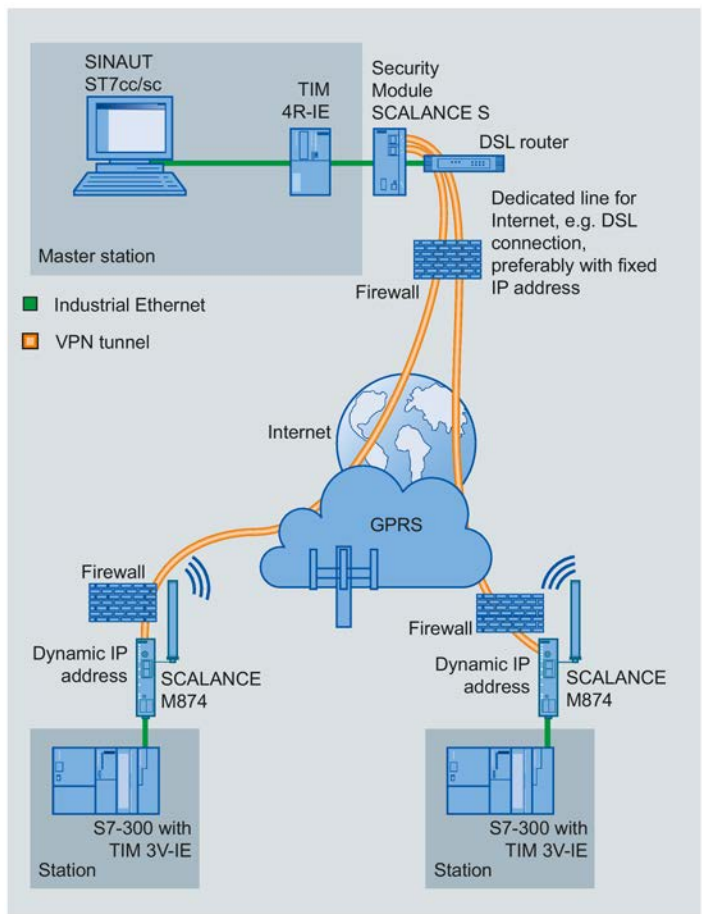 SINAUT
ST7cc/sc
TIM
4R-IE
Security
Module
SCALANCE S
DSL router
Dedicated line for
Internet, e.g. DSL
connection,
preferably with fixed
IP address
Master station
Firewall
Industrial Ethernet
VPN tunnel
Internet
GPRS
Firewall
Firewall
Dynamic IP
address
SCALANCE
M874
Dynamic IP
address
SCALANCE
M874
S7-300 with
TIM 3V-IE
Station
S7-300 with
TIM 3V-IE
Station